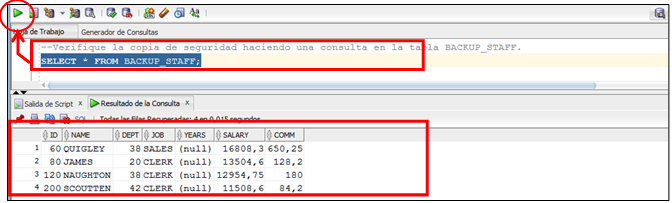 Hoja de Trabajo Generador de Consultas
--Verifique la copia de seguridad haciendo una consulta en la tabla BACKUP_STAFF.
SELECT * FROM BACKUP_STAFF;
Salida de Script x Resultado de la Consulta x
SQL | Todas las Filas Recuperadas: 4 en 0,015 segundos
ID NAME DEPT JOB YEARS SALARY COMM
1 60 QUIGLEY 38 SALES (null) 16808,3 650,25
2 80 JAMES 20 CLERK (null) 13504,6 128,2
3 120 NAUGHTON 38 CLERK (null) 12954,75 180
4 200 SCOUTTEN 42 CLERK (null) 11508,6 84,2